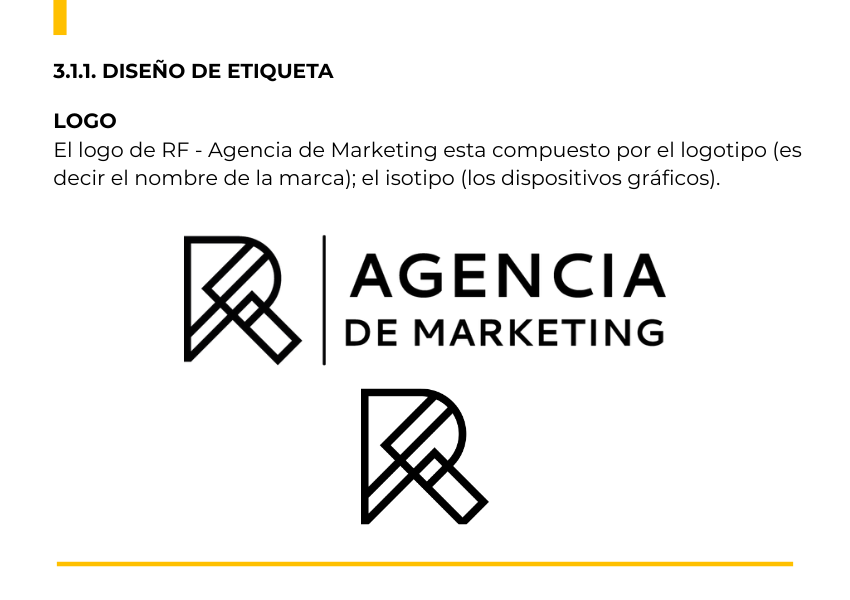 3.1.1. DISEÑO DE ETIQUETA
LOGO
El logo de RF - Agencia de Marketing esta compuesto por el logotipo (es
decir el nombre de la marca); el isotipo (los dispositivos gráficos).
R AGENCIA
DE MARKETING
R